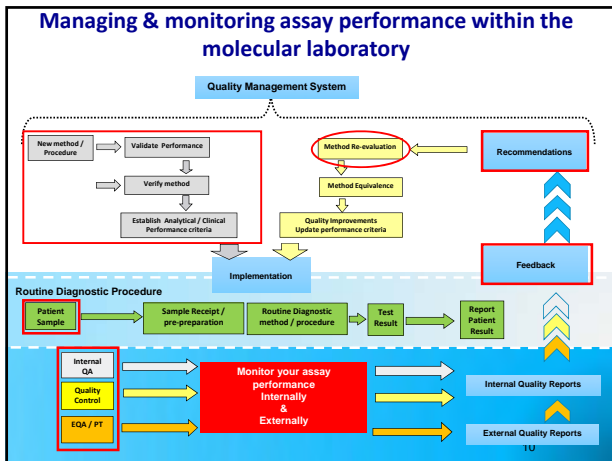 Managing & monitoring assay performance within the
molecular laboratory
Quality Management System
New method /
Procedure
Validate Performance
Verify method
Establish Analytical / Clinical
Performance criteria
Method Re-evaluation
Method Equivalence
Quality Improvements
Update performance criteria
Recommendations
Feedback
Implementation
Routine Diagnostic Procedure
Patient
Sample
Sample Receipt /
pre-preparation
Routine Diagnostic
method / procedure
Test
Result
Report
Patient
Result
Internal
QA
Quality
Control
EQA / PT
Monitor your assay
performance
Internally
&
Externally
Internal Quality Reports
External Quality Reports
10